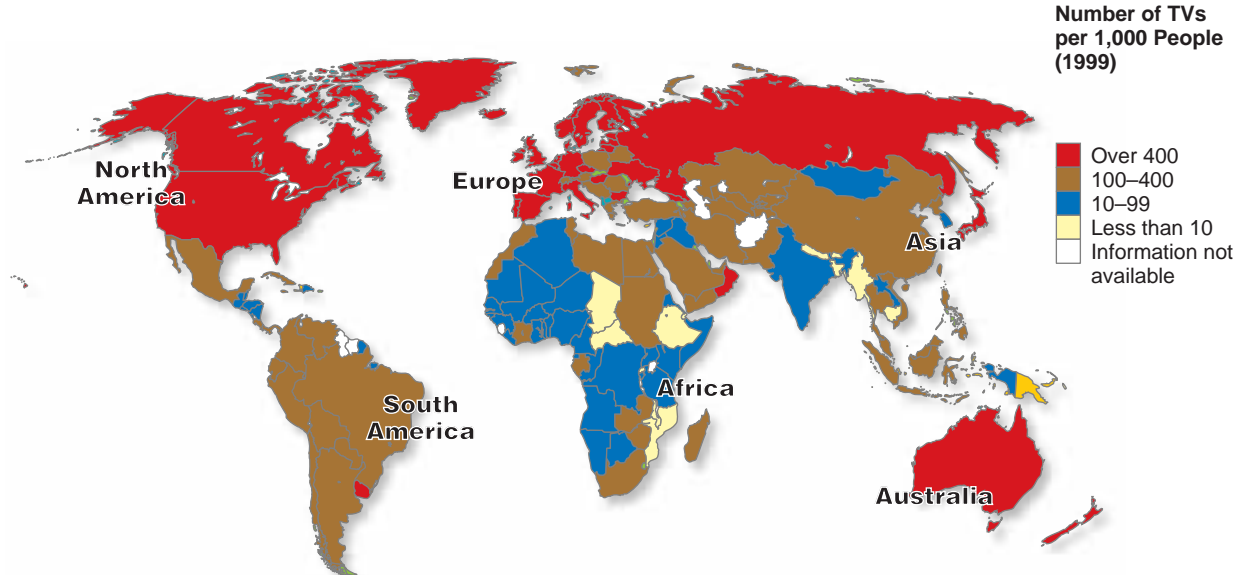 Number of TVs
per 1,000 People
(1999)
Over 400
100–400
10–99
Less than 10
Information not
available
North
America
Europe
Asia
Africa
South
America
Australia